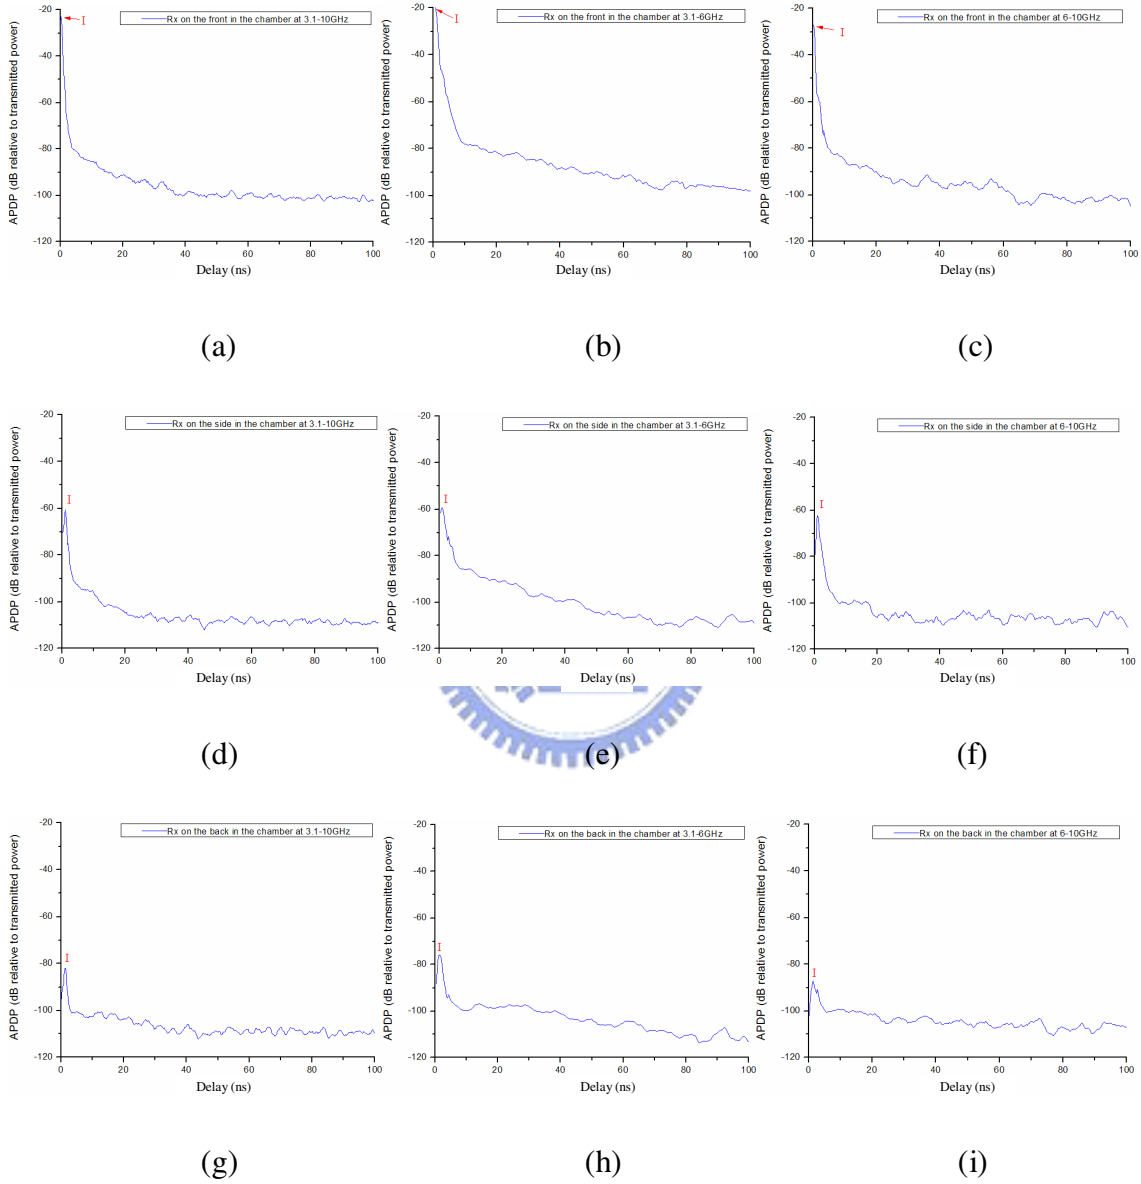 Rx on the front in the chamber at 3.1-10GHz
I
APDP (dB relative to transmitted power)
-20
-40
-60
-80
-100
-120
0
20
40
60
80
100
Delay (ns)
(a)
Rx on the front in the chamber at 3.1-6GHz
I
APDP (dB relative to transmitted power)
-20
-40
-60
-80
-100
-120
0
20
40
60
80
100
Delay (ns)
(b)
Rx on the front in the chamber at 6-10GHz
I
APDP (dB relative to transmitted power)
-20
-40
-60
-80
-100
-120
0
20
40
60
80
100
Delay (ns)
(c)
Rx on the side in the chamber at 3.1-10GHz
I
APDP (dB relative to transmitted power)
-20
-40
-60
-80
-100
-120
0
20
40
60
80
100
Delay (ns)
(d)
Rx on the side in the chamber at 3.1-6GHz
I
APDP (dB relative to transmitted power)
-20
-40
-60
-80
-100
-120
0
20
40
60
80
100
Delay (ns)
(e)
Rx on the side in the chamber at 6-10GHz
I
APDP (dB relative to transmitted power)
-20
-40
-60
-80
-100
-120
0
20
40
60
80
100
Delay (ns)
(f)
Rx on the back in the chamber at 3.1-10GHz
I
APDP (dB relative to transmitted power)
-20
-40
-60
-80
-100
-120
0
20
40
60
80
100
Delay (ns)
(g)
Rx on the back in the chamber at 3.1-6GHz
I
APDP (dB relative to transmitted power)
-20
-40
-60
-80
-100
-120
0
20
40
60
80
100
Delay (ns)
(h)
Rx on the back in the chamber at 6-10GHz
I
APDP (dB relative to transmitted power)
-20
-40
-60
-80
-100
-120
0
20
40
60
80
100
Delay (ns)
(i)